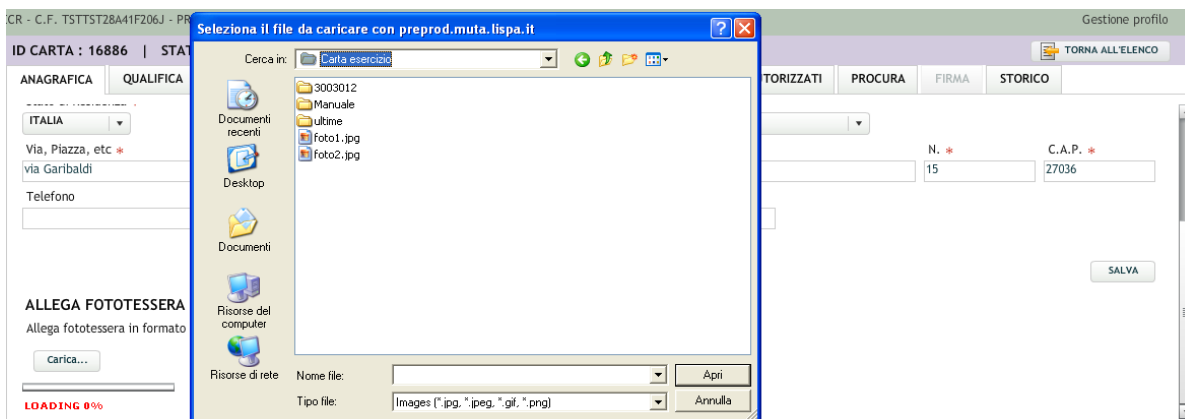 CR - C.F. TSTTST28A41F206J - PR
Gestione profilo
Seleziona il file da caricare con preprod.muta.lispa.it
ID CARTA : 16886 | STAT
TORNA ALL'ELENCO
Cerca in: Carta esercizio
ANAGRAFICA QUALIFICA
TORIZZATI PROCURA FIRMA STORICO
3003012
Manuale
ultime
foto1.jpg
foto2.jpg
Documenti recenti
Desktop
Documenti
Risorse del computer
Risorse di rete
ITALIA
Via, Piazza, etc *
N. *
C.A.P. *
via Garibaldi
15
27036
Telefono
SALVA
ALLEGA FOTOTESSERA
Allega fototessera in formato
Carica...
LOADING 0%
Nome file:
Apri
Tipo file: Images (*.jpg, *.jpeg, *.gif, *.png)
Annulla